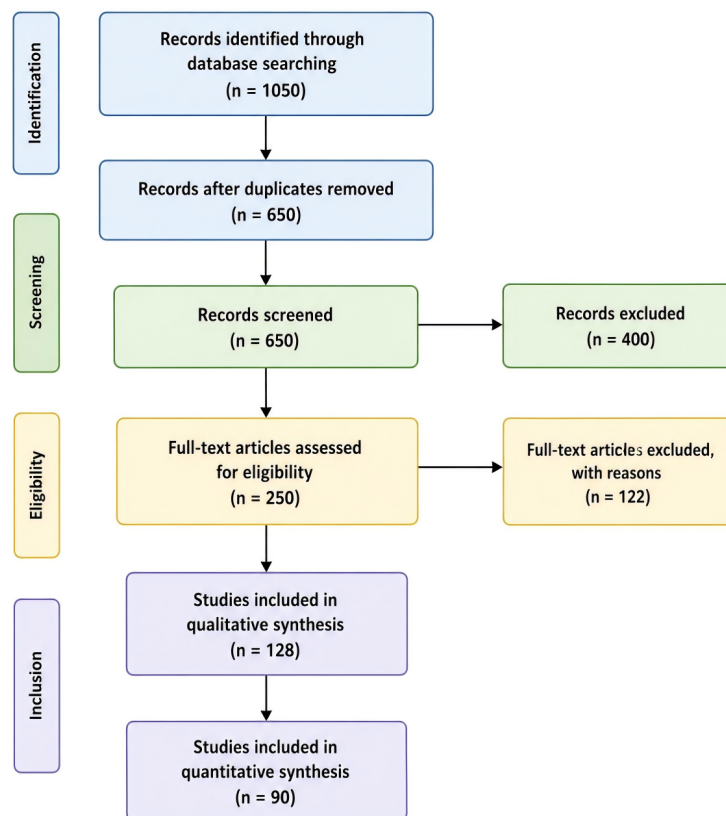 Identification
Records identified through
database searching
(n = 1050)
Records after duplicates removed
(n = 650)
Screening
Records screened
(n = 650)
Records excluded
(n = 400)
Eligibility
Full-text articles assessed
for eligibility
(n = 250)
Full-text articles excluded,
with reasons
(n = 122)
Inclusion
Studies included in
qualitative synthesis
(n = 128)
Studies included in
quantitative synthesis
(n = 90)